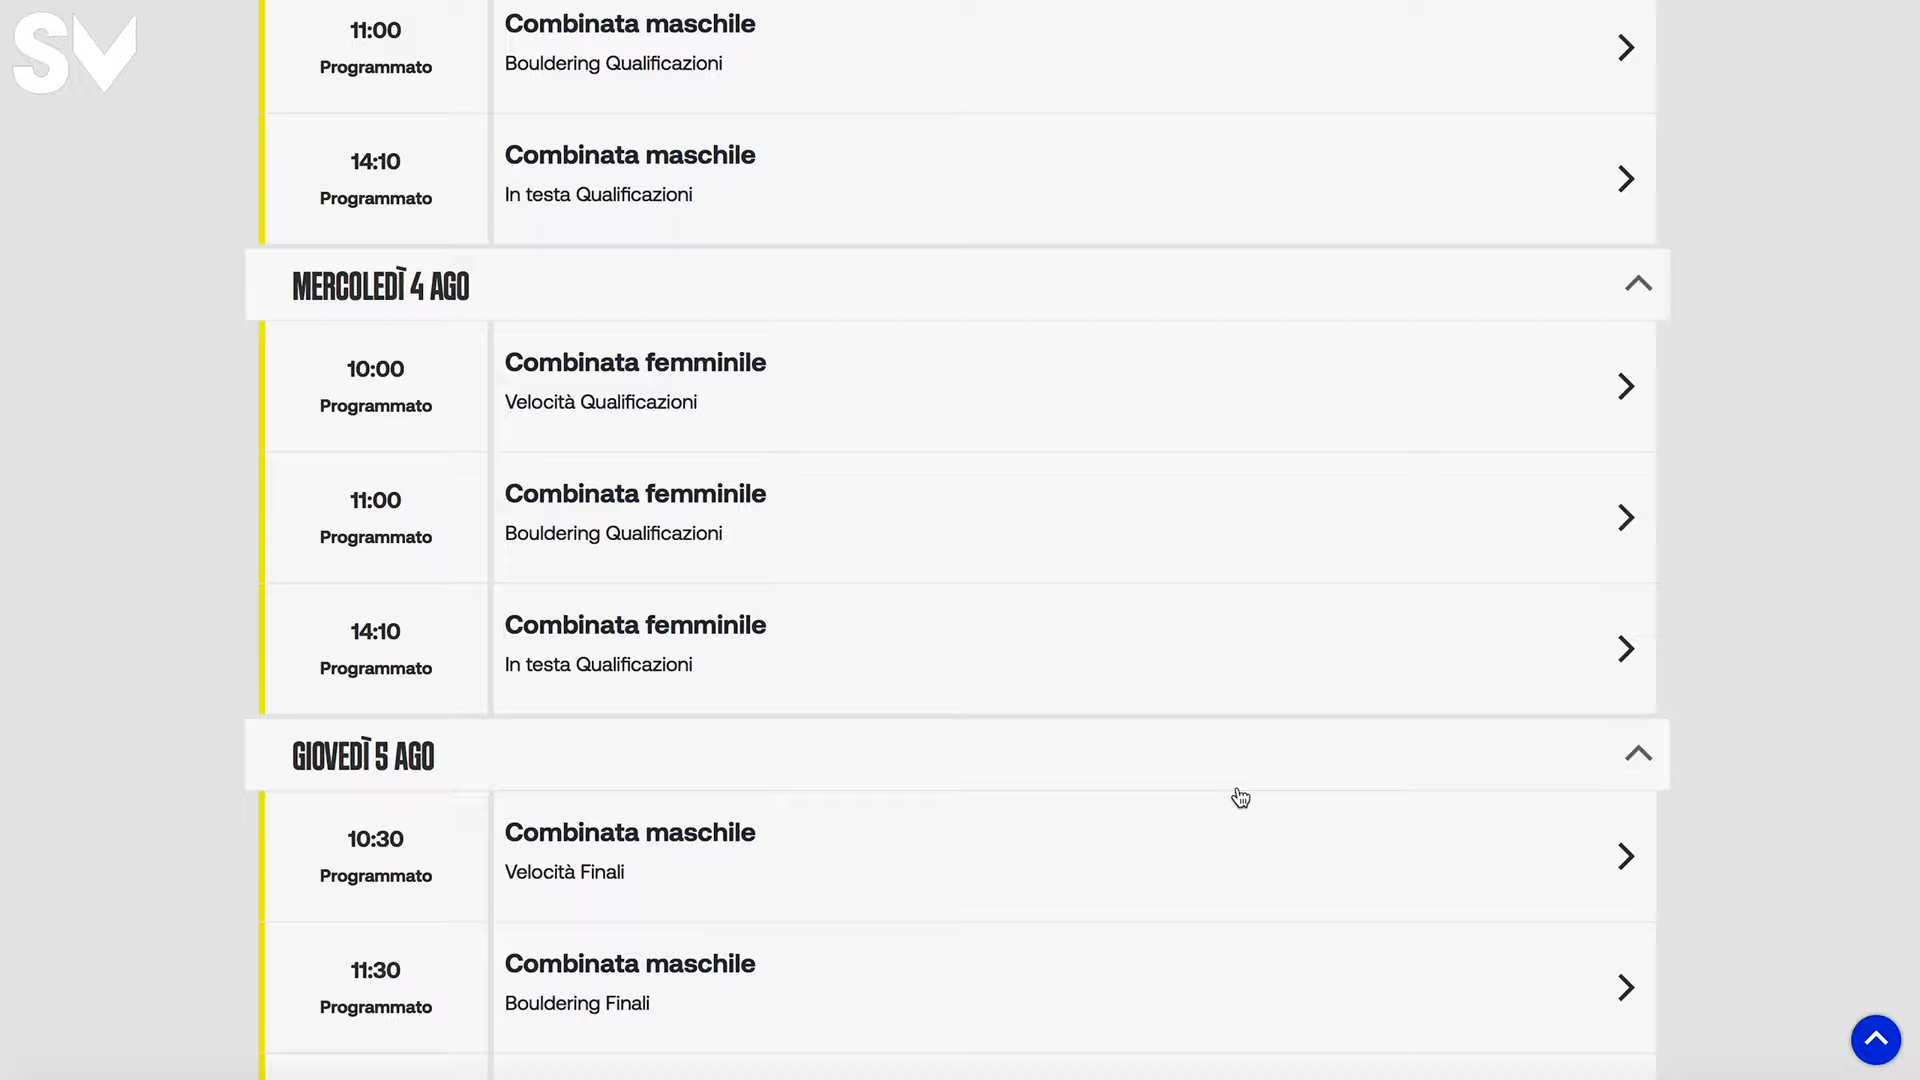 SV
11:00
Programmato
Combinata maschile
Bouldering Qualificazioni
14:10
Programmato
Combinata maschile
In testa Qualificazioni
MERCOLEDÌ 4 AGO
10:00
Programmato
Combinata femminile
Velocità Qualificazioni
11:00
Programmato
Combinata femminile
Bouldering Qualificazioni
14:10
Programmato
Combinata femminile
In testa Qualificazioni
GIOVEDÌ 5 AGO
10:30
Programmato
Combinata maschile
Velocità Finali
11:30
Programmato
Combinata maschile
Bouldering Finali